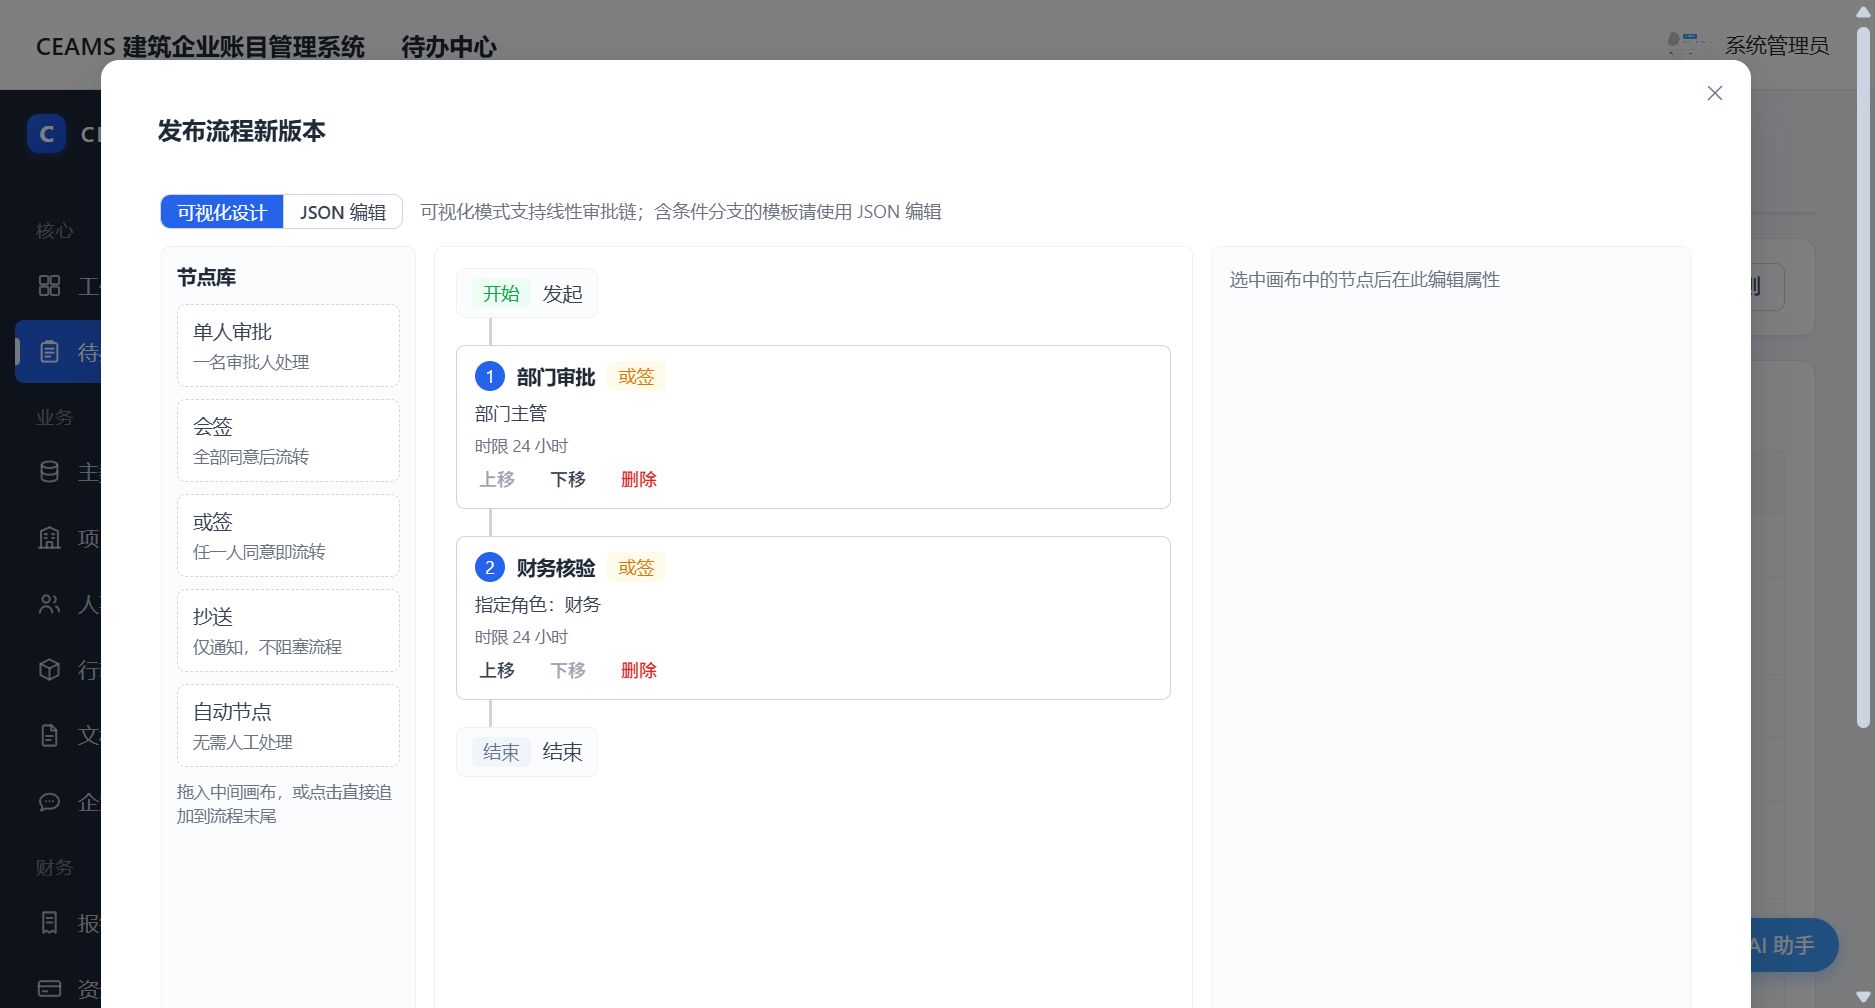 CEAMS 建筑企业账目管理系统 待办中心
系统管理员
C
发布流程新版本
可视化设计 JSON 编辑 可视化模式支持线性审批链；含条件分支的模板请使用 JSON 编辑
核心
业务
财务
节点库
单人审批
一名审批人处理
会签
全部同意后流转
或签
任一人同意即流转
抄送
仅通知，不阻塞流程
自动节点
无需人工处理
拖入中间画布，或点击直接追
加到流程末尾
开始 发起
1 部门审批 或签
部门主管
时限 24 小时
上移 下移 删除
2 财务核验 或签
指定角色：财务
时限 24 小时
上移 下移 删除
结束 结束
选中画布中的节点后在此编辑属性
AI 助手